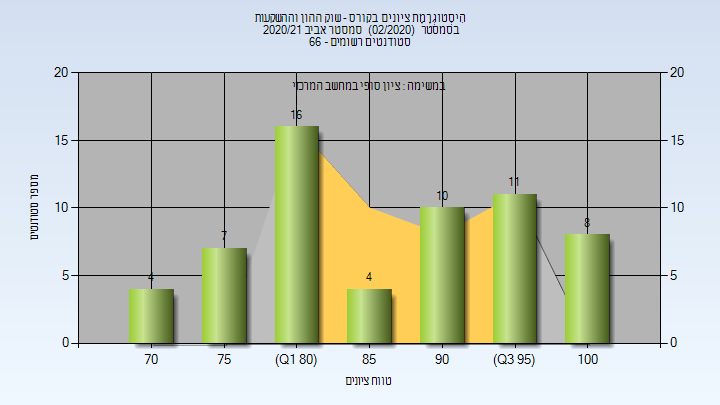 היסטוגרמת ציונים בקורס - שוק ההון וההשקעות
בסמסטר (02/2020) סמסטר אביב 2020/21
סטודנטים רשומים - 66
במשימה : ציון סופי במחשב המרכזי
מספר סטודנטים
20
15
10
5
0
20
15
10
5
0
4
7
16
4
10
11
8
70
75
(Q1 80)
85
90
(Q3 95)
100
טווח ציונים